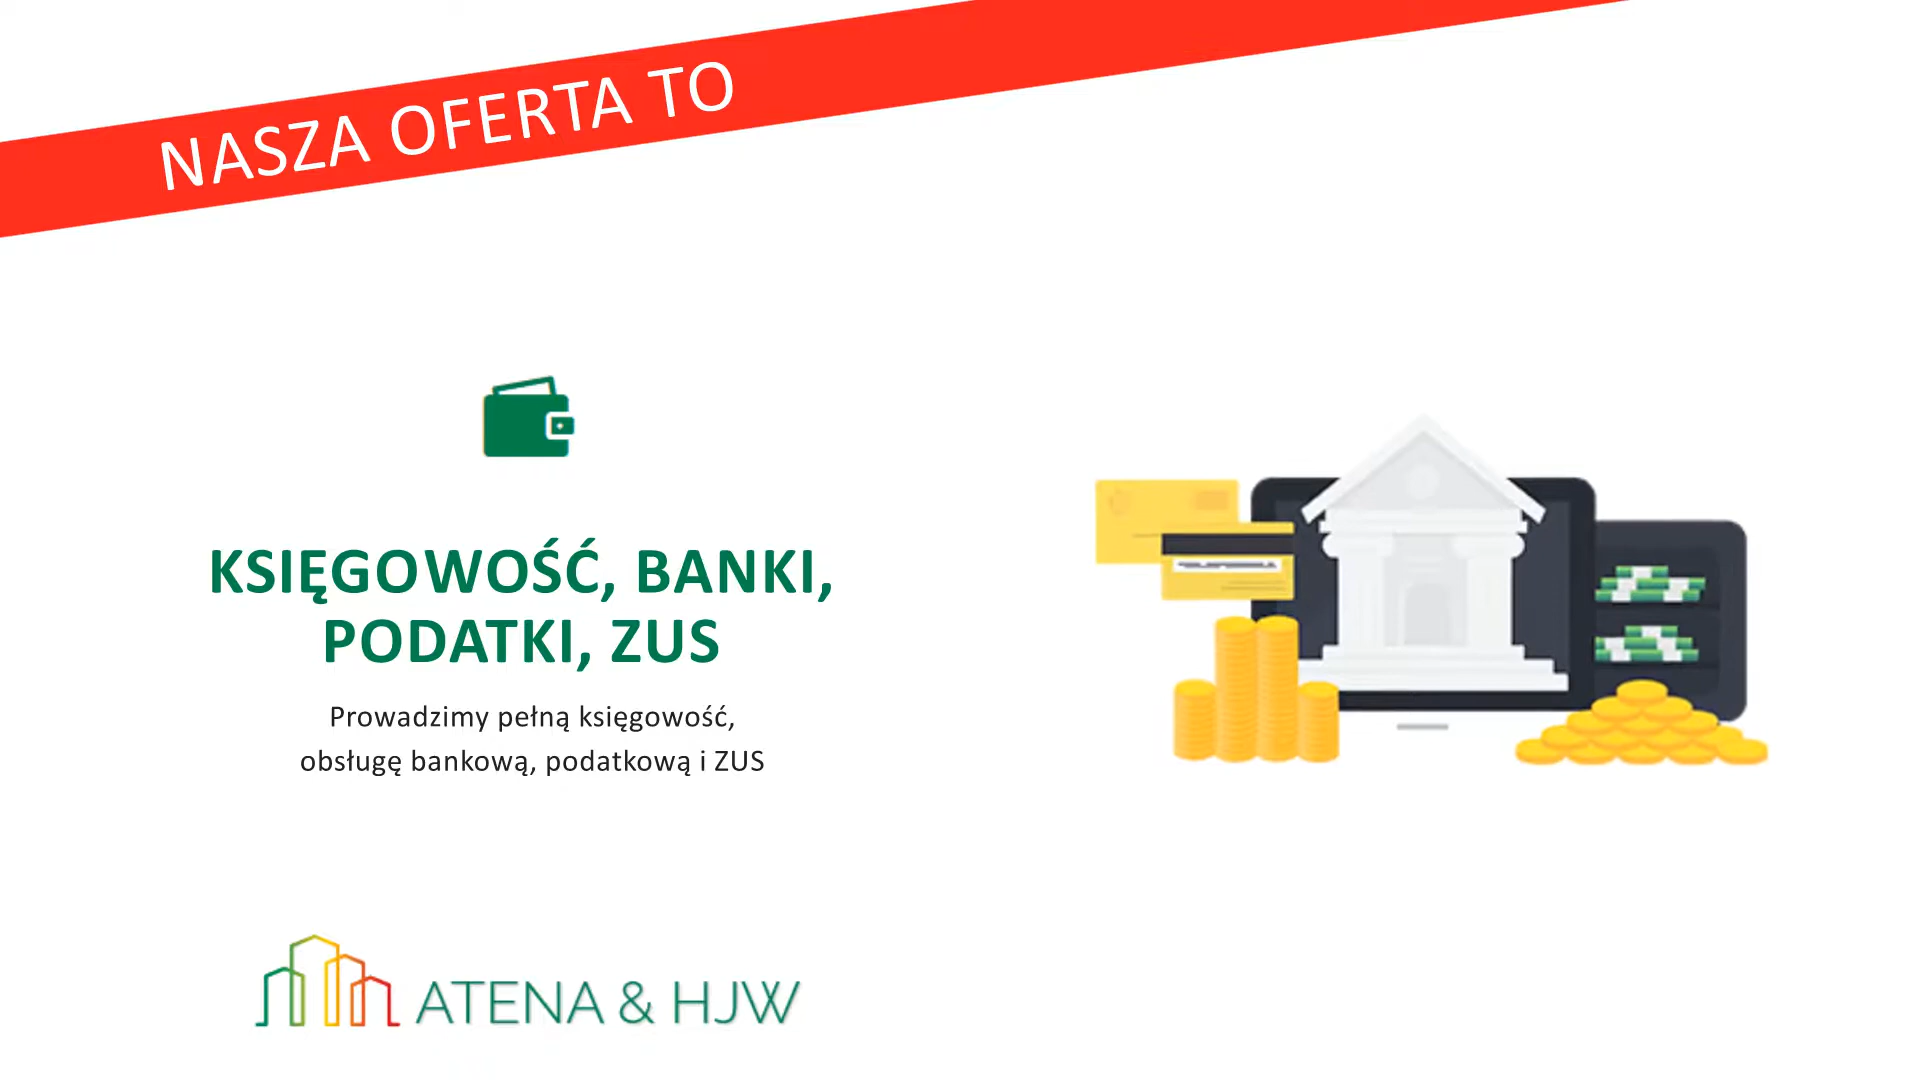 NASZA OFERTA TO
KSIĘGOWOŚĆ, BANKI,
PODATKI, ZUS
Prowadzimy pełną księgowość,
obsługę bankową, podatkową i ZUS
ATENA & HJW